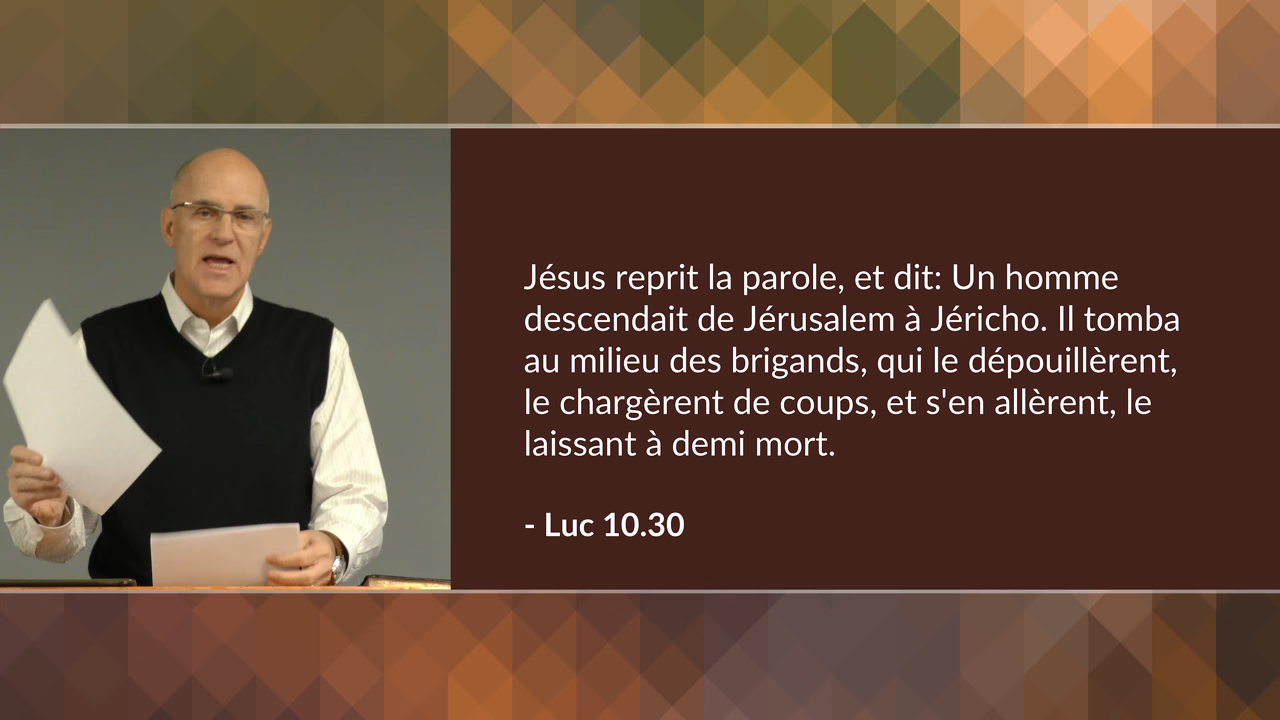 Jésus reprit la parole, et dit: Un homme
descendait de Jérusalem à Jéricho. Il tomba
au milieu des brigands, qui le dépouillèrent,
le chargèrent de coups, et s'en allèrent, le
laissant à demi mort.
- Luc 10.30